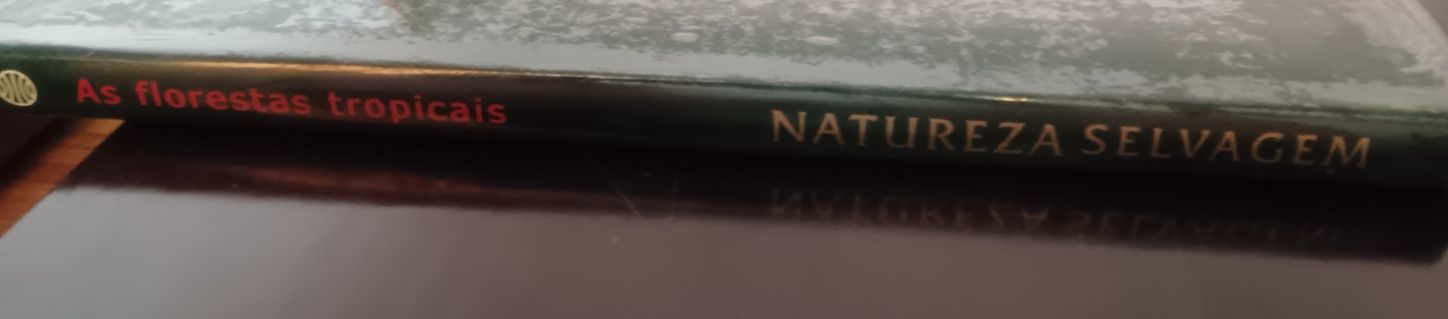 As florestas tropicais
NATUREZA SELVAGEM